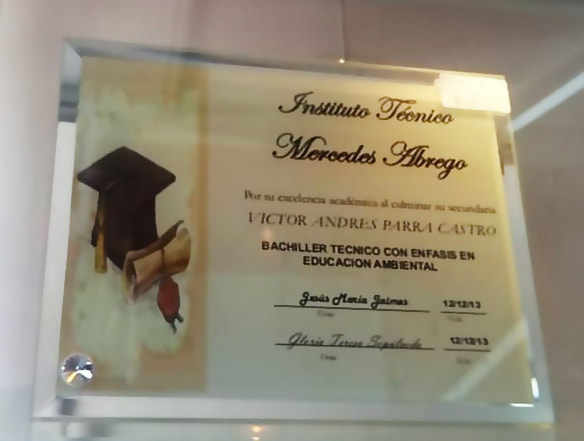 Instituto Técnico
Mercedes Abrego
Por su excelencia académica al culminar su secundaria
VICTOR ANDRES PARRA CASTRO
BACHILLER TECNICO CON ENFASIS EN
EDUCACION AMBIENTAL
Jesús María Jaimes 12/12/13
Gloria Teresa 12/12/13